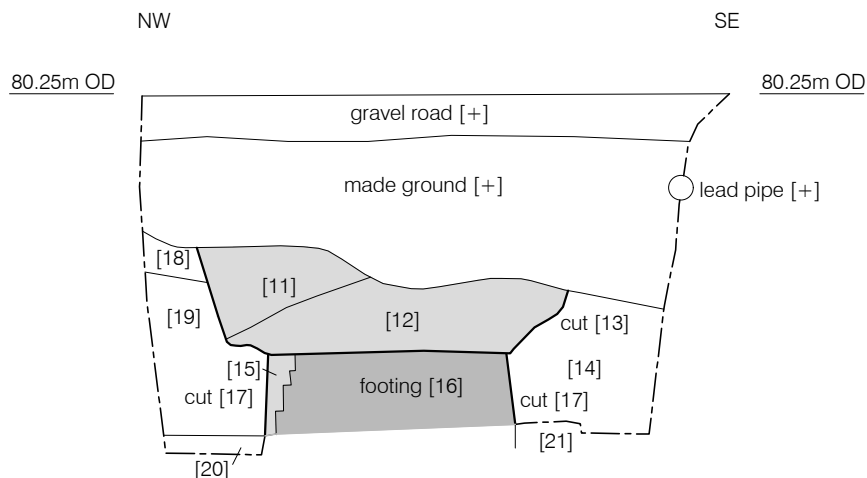 NW
SE
80.25m OD
80.25m OD
gravel road [+]
made ground [+]
lead pipe [+]
[18]
[11]
[19]
[12]
cut [13]
[15]
[14]
footing [16]
cut [17]
cut [17]
[21]
[20]